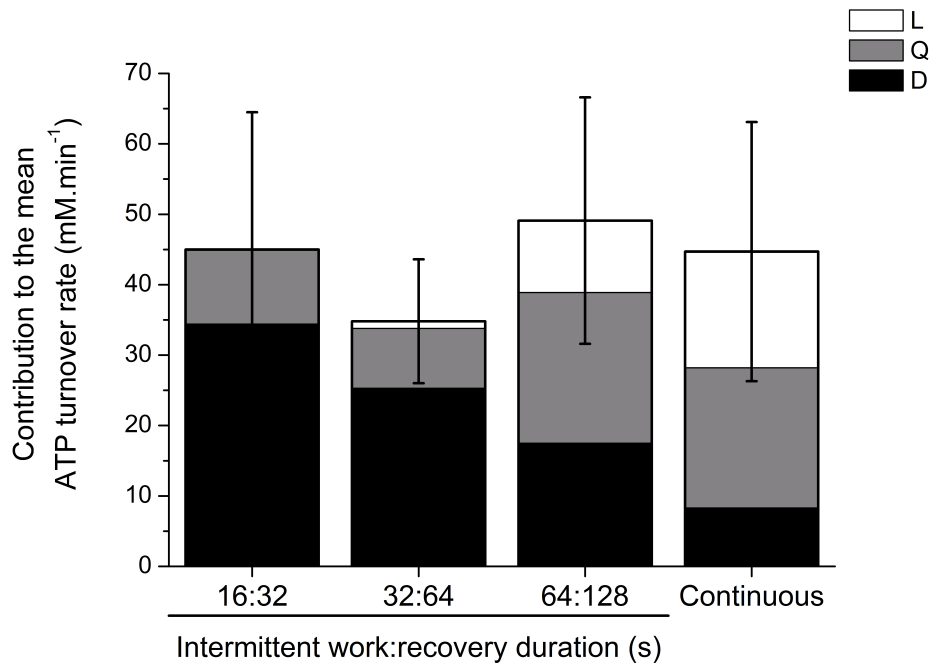 L
Q
D
Contribution to the mean
ATP turnover rate (mM.min⁻¹)
70
60
50
40
30
20
10
0
16:32 32:64 64:128 Continuous
Intermittent work:recovery duration (s)